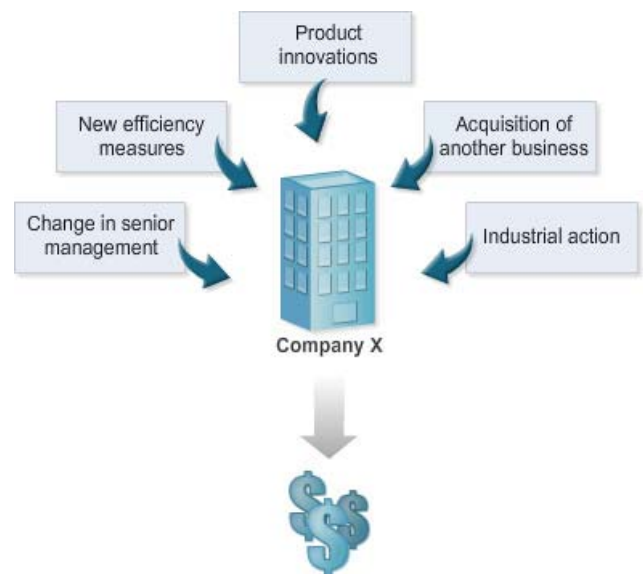 Product
innovations
New efficiency
measures
Acquisition of
another business
Change in senior
management
Industrial action
Company X
$
$
$